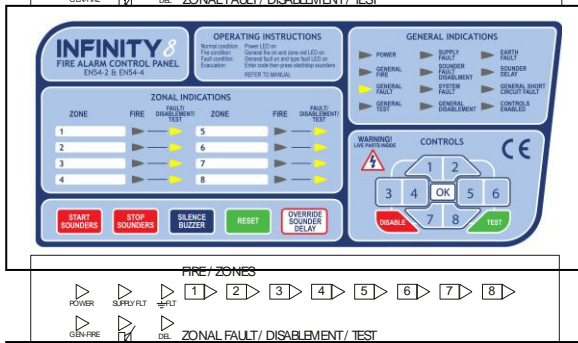 GEN-FIRE DEL ZONAL FAULT / DISABLEMENT / TEST
INFINITY 8
FIRE ALARM CONTROL PANEL
EN54-2 & EN54-4
OPERATING INSTRUCTIONS
Normal condition: Power LED on
Fire condition: General fire on and zone red LED on
Fault condition: General fault on and type fault LED on
Evacuation: Enter code then press start/stop sounders
REFER TO MANUAL
GENERAL INDICATIONS
POWER
SUPPLY FAULT
EARTH FAULT
GENERAL FIRE
SOUNDER FAULT DISABLMENT
SOUNDER DELAY
GENERAL FAULT
SYSTEM FAULT
GENERAL SHORT CIRCUIT FAULT
GENERAL TEST
GENERAL DISABLEMENT
CONTROLS ENABLED
ZONAL INDICATIONS
ZONE FIRE FAULT/ DISABLEMENT/ TEST ZONE FIRE FAULT/ DISABLEMENT/ TEST
1 5
2 6
3 7
4 8
START SOUNDERS
STOP SOUNDERS
SILENCE BUZZER
RESET
OVERRIDE SOUNDER DELAY
WARNING!
LIVE PARTS INSIDE
CONTROLS
CE
1 2
3 4 OK 5 6
DISABLE 7 8 TEST
FIRE / ZONES
1 2 3 4 5 6 7 8
POWER SUPPLY FLT FLT
GEN-FIRE DEL ZONAL FAULT / DISABLEMENT / TEST